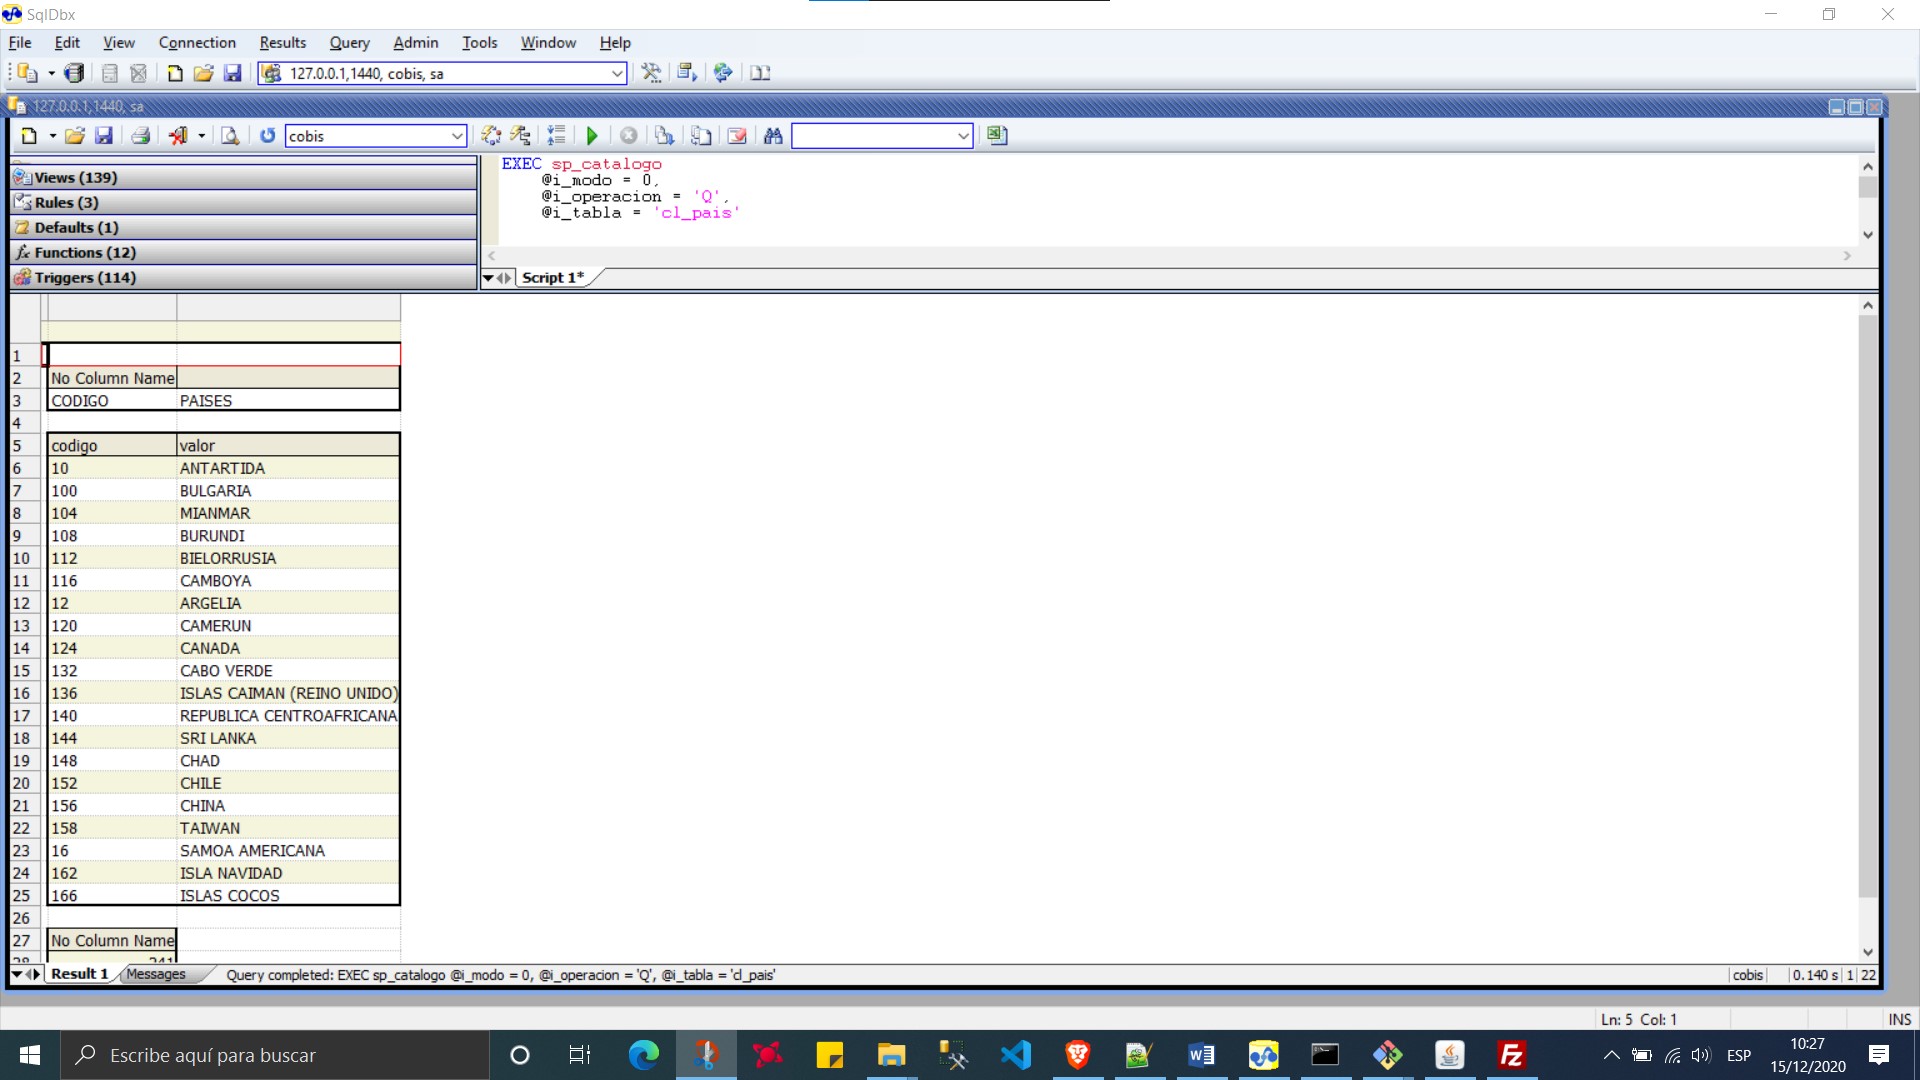 SqlDbx
File Edit View Connection Results Query Admin Tools Window Help
127.0.0.1,1440, cobis, sa
127.0.0.1,1440, sa
cobis
Views (139)
Rules (3)
Defaults (1)
Functions (12)
Triggers (114)
EXEC sp_catalogo
@i_modo = 0,
@i_operacion = 'Q',
@i_tabla = 'cl_pais'
Script 1*
1
2 No Column Name
3 CODIGO PAISES
4
5 codigo valor
6 10 ANTARTIDA
7 100 BULGARIA
8 104 MIANMAR
9 108 BURUNDI
10 112 BIELORRUSIA
11 116 CAMBOYA
12 12 ARGELIA
13 120 CAMERUN
14 124 CANADA
15 132 CABO VERDE
16 136 ISLAS CAIMAN (REINO UNIDO)
17 140 REPUBLICA CENTROAFRICANA
18 144 SRI LANKA
19 148 CHAD
20 152 CHILE
21 156 CHINA
22 158 TAIWAN
23 16 SAMOA AMERICANA
24 162 ISLA NAVIDAD
25 166 ISLAS COCOS
26
27 No Column Name
28 241
Result 1 Messages Query completed: EXEC sp_catalogo @i_modo = 0, @i_operacion = 'Q', @i_tabla = 'cl_pais' cobis 0.140 s 1 22
Ln: 5 Col: 1 INS
Escribe aquí para buscar
ESP
10:27
15/12/2020